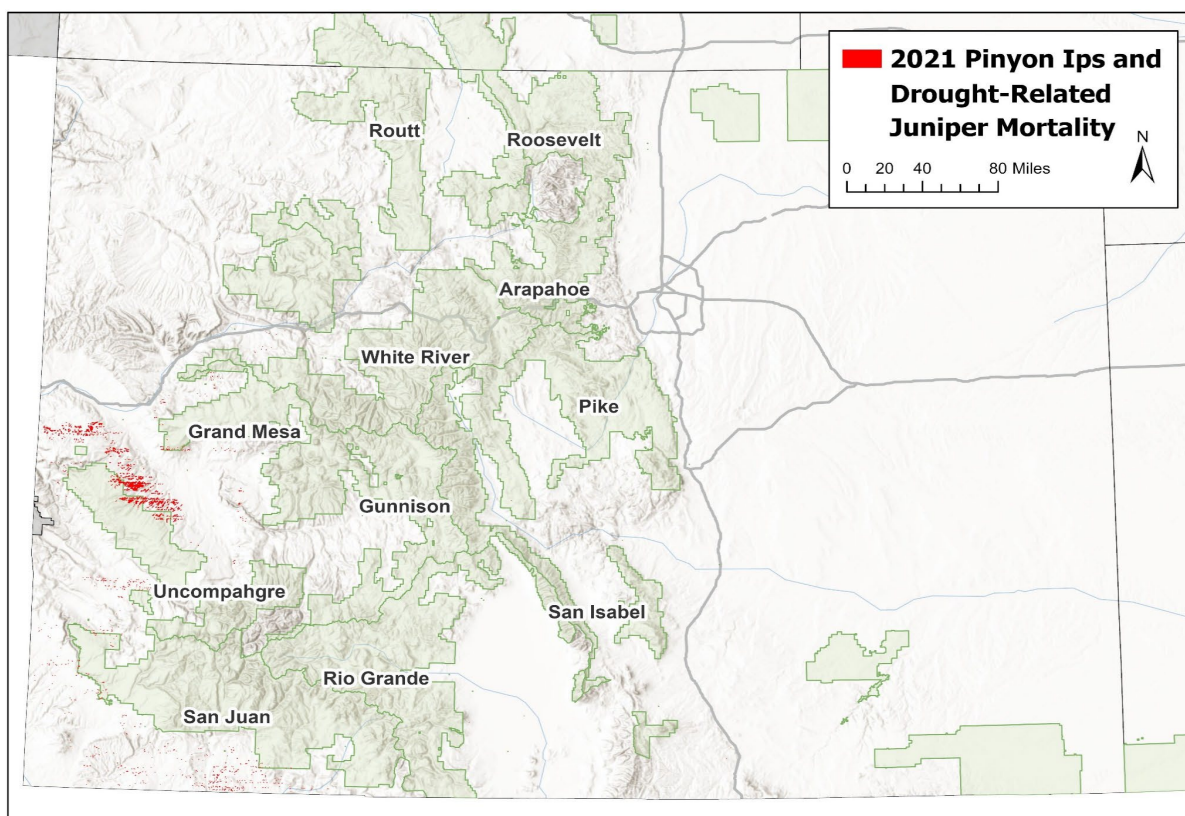 2021 Pinyon Ips and
Drought-Related
Juniper Mortality
N
0 20 40 80 Miles
Routt
Roosevelt
Arapahoe
White River
Pike
Grand Mesa
Gunnison
Uncompahgre
San Isabel
Rio Grande
San Juan